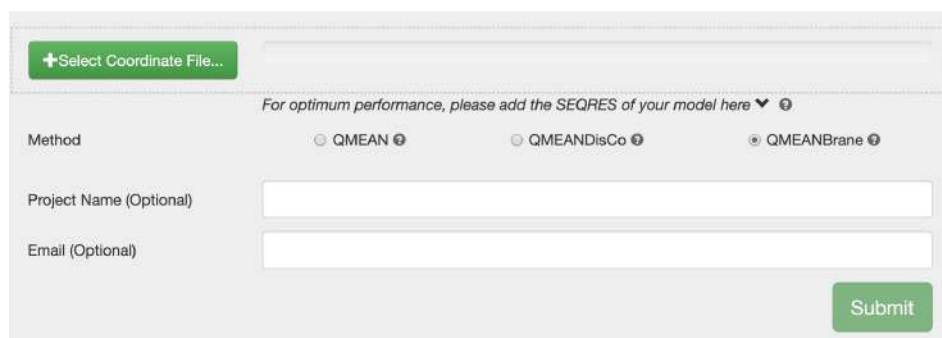 +Select Coordinate File...
For optimum performance, please add the SEQRES of your model here
Method
QMEAN
QMEANDisCo
QMEANBrane
Project Name (Optional)
Email (Optional)
Submit